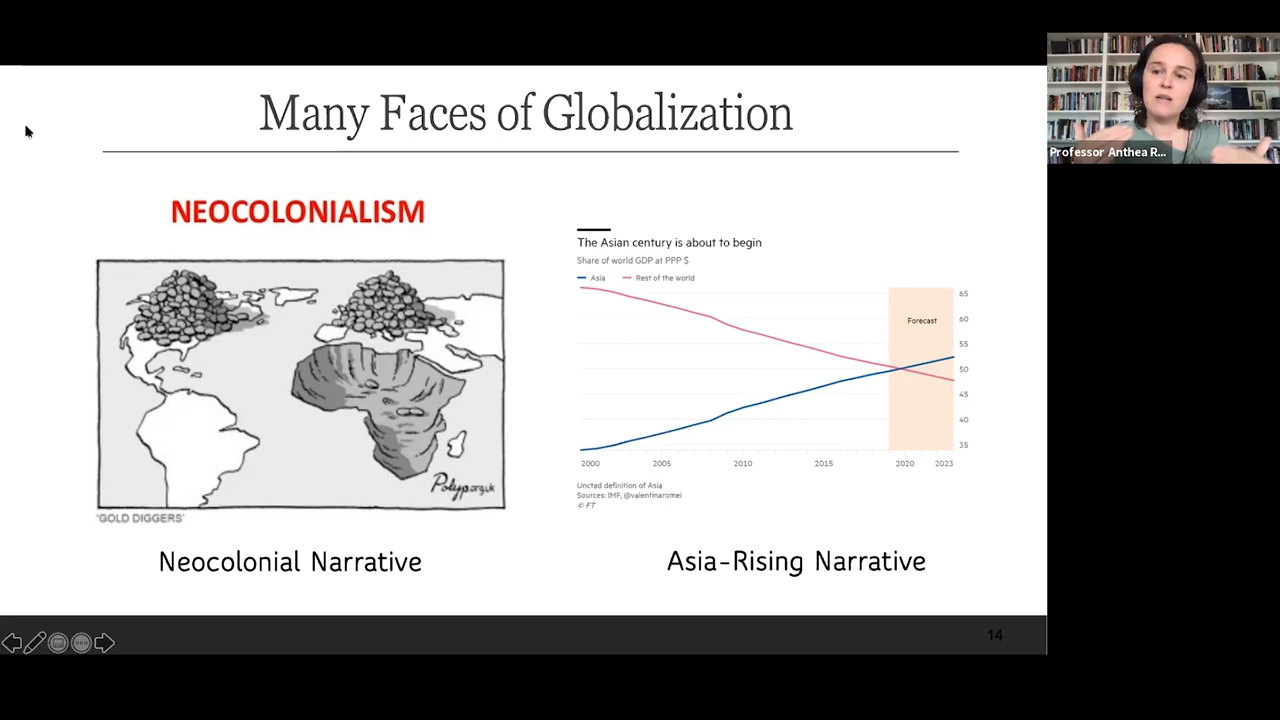 Many Faces of Globalization
Professor Anthea R...
NEOCOLONIALISM
Polyp.org.uk
'GOLD DIGGERS'
Neocolonial Narrative
The Asian century is about to begin
Share of world GDP at PPP $
Asia
Rest of the world
Forecast
65
60
55
50
45
40
35
2000
2005
2010
2015
2020
2023
Unctad definition of Asia
Sources: IMF, @valentinaromei
© FT
Asia-Rising Narrative
14